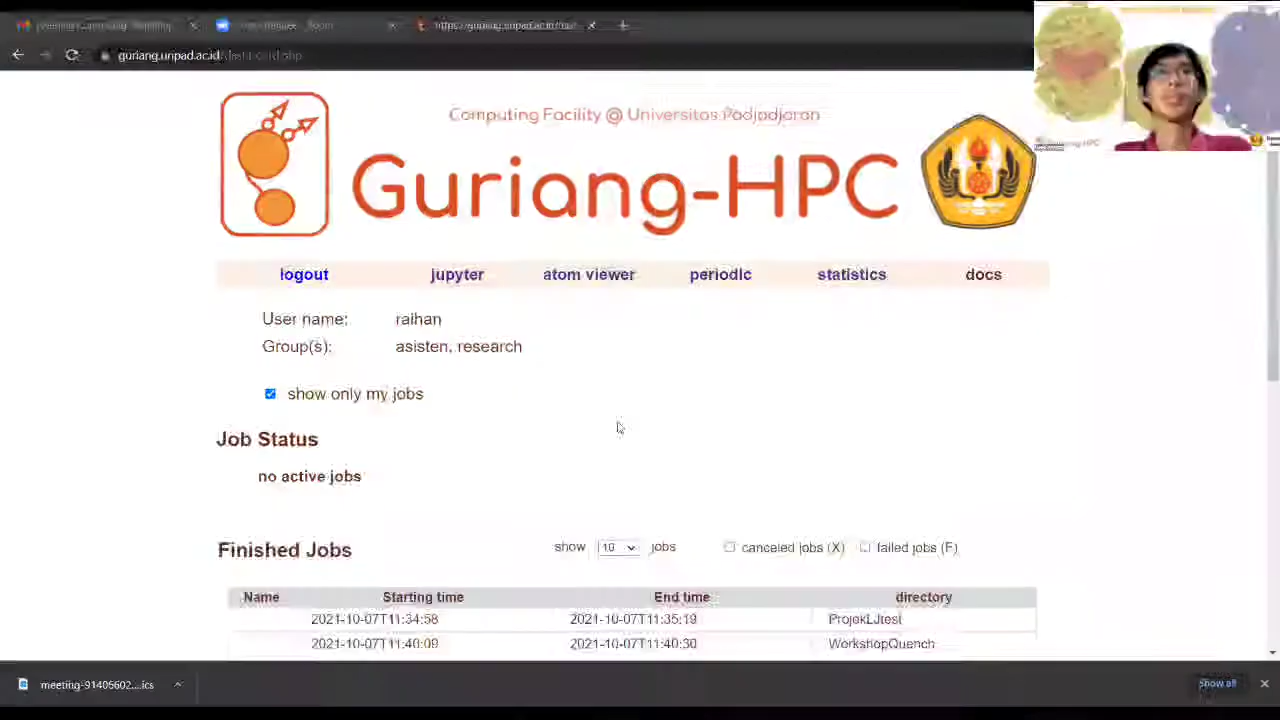 guriang.unpad.ac.id
Computing Facility @ Universitas Padjadjaran
Guriang-HPC
logout jupyter atom viewer periodic statistics docs
User name: raihan
Group(s): asisten, research
show only my jobs
Job Status
no active jobs
Finished Jobs show 10 jobs canceled jobs (X) failed jobs (F)
Name Starting time End time directory
2021-10-07T11:34:58 2021-10-07T11:35:19 ProjekLJtest
2021-10-07T11:40:09 2021-10-07T11:40:30 WorkshopQuench
meeting-91405602....ics Show all